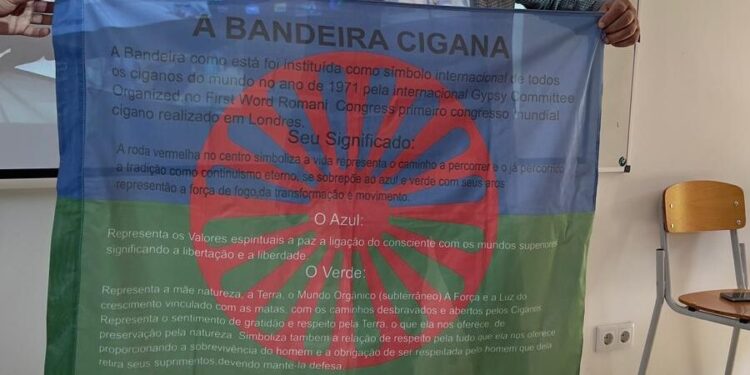 A BANDEIRA CIGANA
A Bandeira como está foi instituída como símbolo internacional de todos
os ciganos do mundo no ano de 1971 pela internacional Gypsy Committee
Organized no First Word Romani Congress primeiro congresso mundial
cigano realizado em Londres.
Seu Significado:
A roda vermelha no centro simboliza a vida representa o caminho a percorrer e o já percorrido
a tradição como continuismo eterno, se sobrepõe ao azul e verde com seus aros
representão a força de fogo,da transformação e movimento.
O Azul:
Representa os Valores espirituais a paz a ligação do consciente com os mundos superiores
significando a libertação e a liberdade.
O Verde:
Representa a mãe natureza, a Terra, o Mundo Orgânico (subterrâneo) A Força e a Luz do
crescimento vinculado com as matas, com os caminhos desbravados e abertos pelos Ciganos.
Representa o sentimento de gratidão e respeito pela Terra, o que ela nos oferece de
preservação pela natureza. Simboliza também a relação de respeito pela tudo que ela nos oferece
proporcionando a sobrevivência do homem e a obrigação de ser respeitada pelo homem que dela
retira seus suprimentos,devendo mante-la defesa.